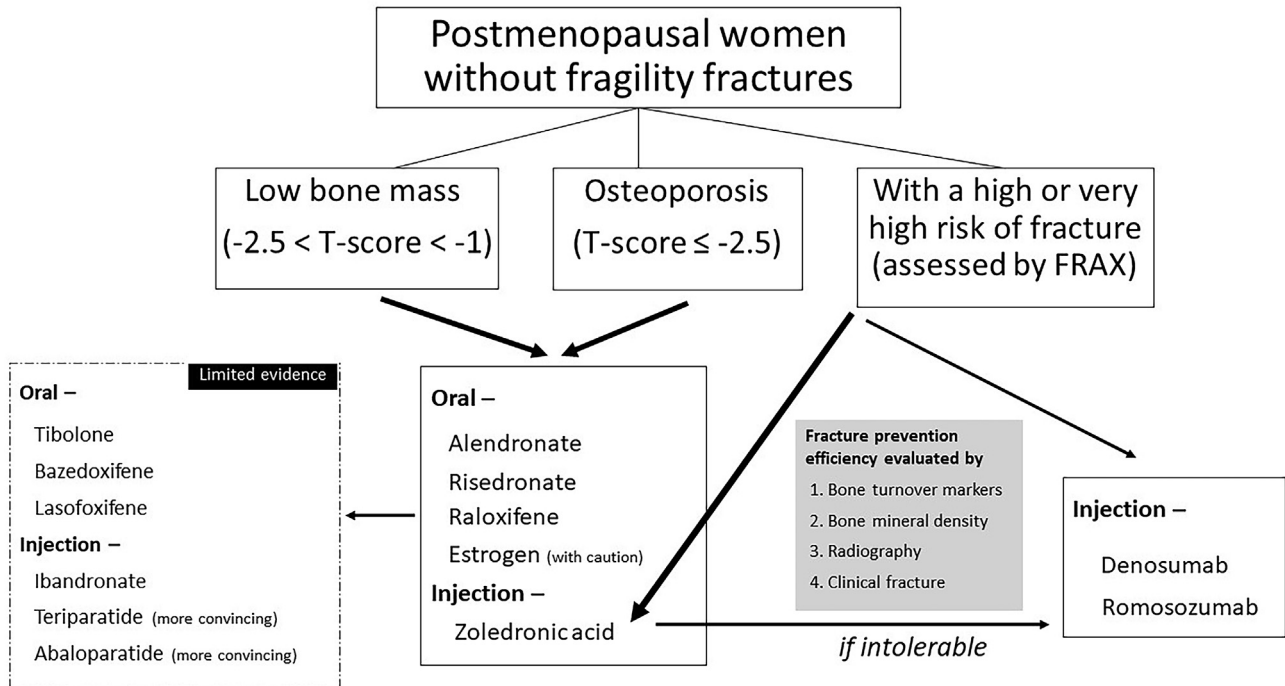 Postmenopausal women
without fragility fractures
Low bone mass
(-2.5 < T-score < -1)
Osteoporosis
(T-score ≤ -2.5)
With a high or very
high risk of fracture
(assessed by FRAX)
Limited evidence
Oral –
Tibolone
Bazedoxifene
Lasofoxifene
Injection –
Ibandronate
Teriparatide (more convincing)
Abaloparatide (more convincing)
Oral –
Alendronate
Risedronate
Raloxifene
Estrogen (with caution)
Injection –
Zoledronic acid
Fracture prevention
efficiency evaluated by
1. Bone turnover markers
2. Bone mineral density
3. Radiography
4. Clinical fracture
if intolerable
Injection –
Denosumab
Romosozumab